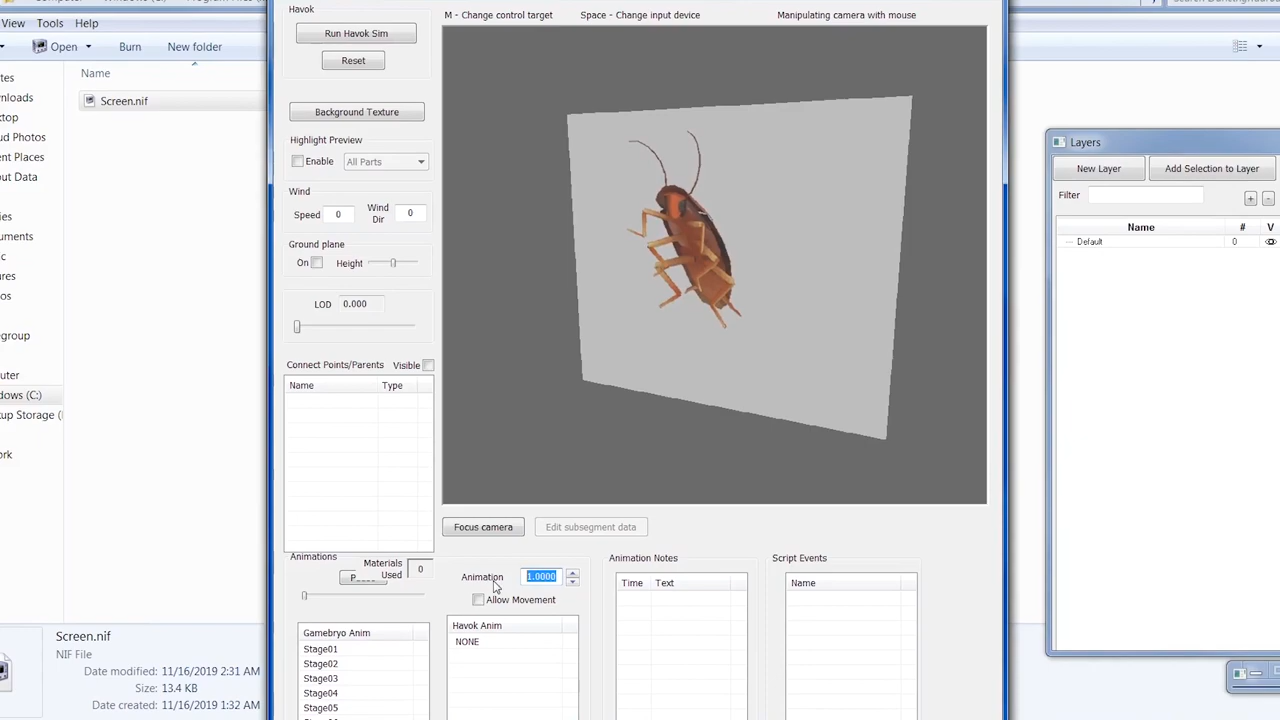 View Tools Help
Open Burn New folder
Name
Screen.nif
Havok
Run Havok Sim
Reset
Background Texture
Highlight Preview
Enable All Parts
Wind
Speed 0 Wind Dir 0
Ground plane
On Height
LOD 0.000
Connect Points/Parents Visible
Name Type
Animations
Materials Used 0
Gamebryo Anim
Stage01
Stage02
Stage03
Stage04
Stage05
M - Change control target Space - Change input device Manipulating camera with mouse
Focus camera Edit subsegment data
Animation 1.0000
Allow Movement
Havok Anim
NONE
Animation Notes
Time Text
Script Events
Name
Layers
New Layer Add Selection to Layer
Filter + -
Name # V
Default 0
(C:)
Screen.nif
NIF File
Date modified: 11/16/2019 2:31 AM
Size: 13.4 KB
Date created: 11/16/2019 1:32 AM